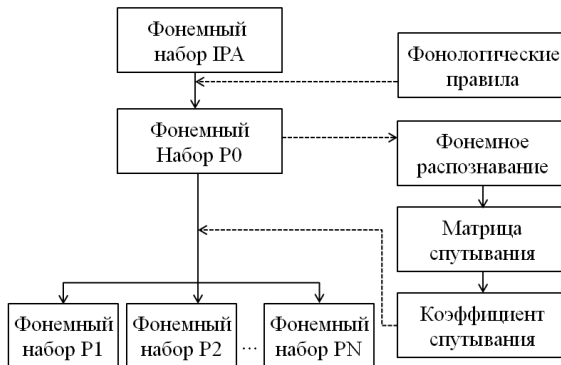 Фонемный
набор IPA
Фонологические
правила
Фонемный
Набор P0
Фонемное
распознавание
Матрица
спутывания
Коэффициент
спутывания
Фонемный
набор P1
Фонемный
набор P2
...
Фонемный
набор PN